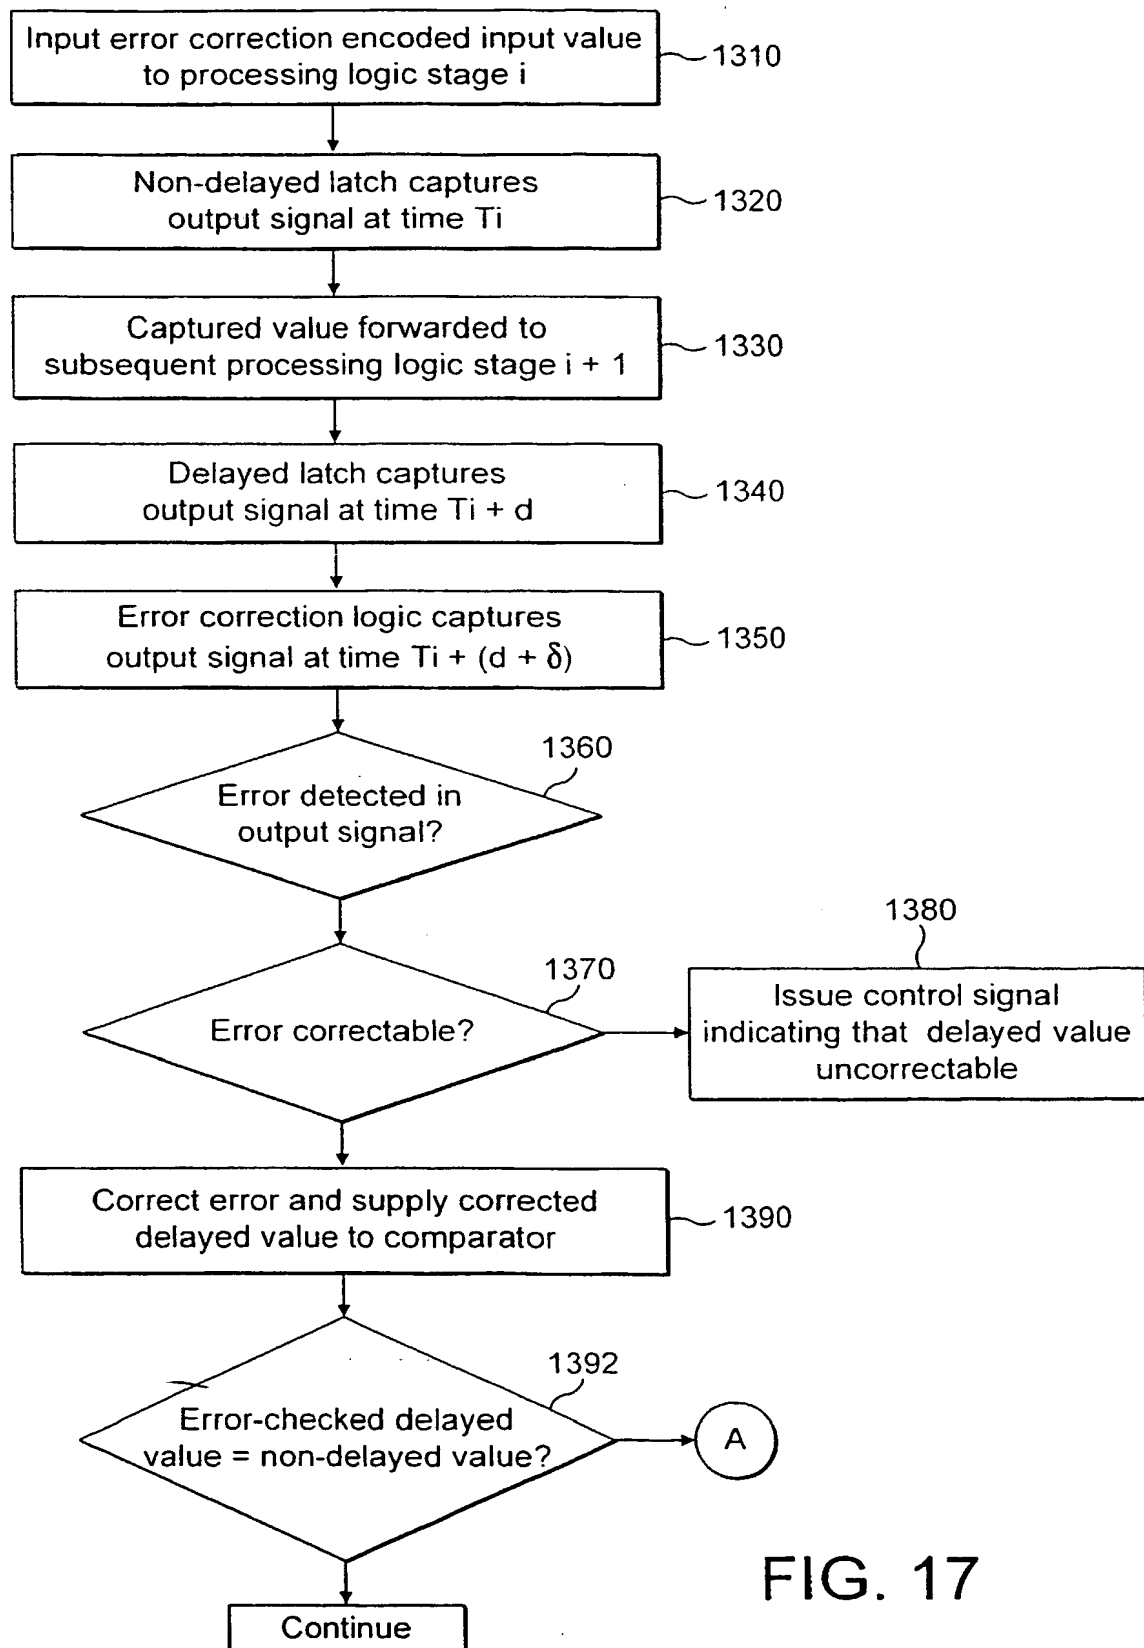 Input error correction encoded input value
to processing logic stage i
1310
Non-delayed latch captures
output signal at time Ti
1320
Captured value forwarded to
subsequent processing logic stage i + 1
1330
Delayed latch captures
output signal at time Ti + d
1340
Error correction logic captures
output signal at time Ti + (d + δ)
1350
1360
Error detected in
output signal?
1370
Error correctable?
1380
Issue control signal
indicating that delayed value
uncorrectable
Correct error and supply corrected
delayed value to comparator
1390
1392
Error-checked delayed
value = non-delayed value?
A
Continue
FIG. 17